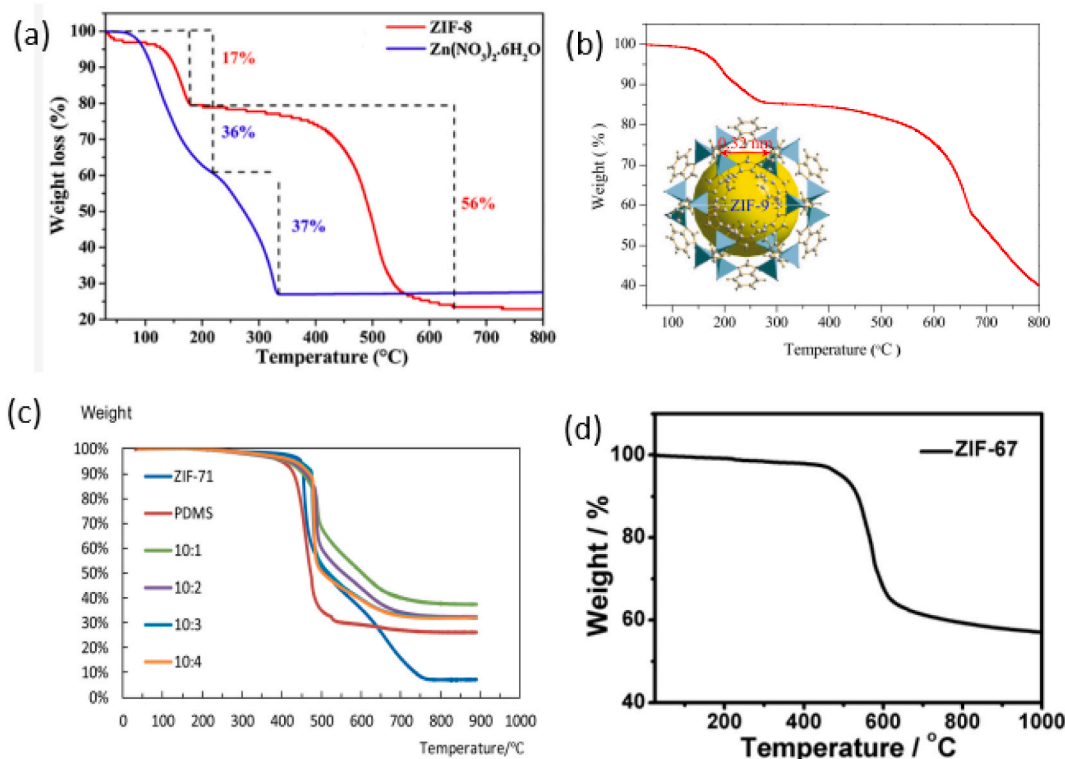 (a)
ZIF-8
Zn(NO3)2.6H2O
17%
36%
37%
56%
Weight loss (%)
100
90
80
70
60
50
40
30
20
100 200 300 400 500 600 700 800
Temperature (°C)
(b)
0.32 nm
ZIF-9
Weight ( % )
100
90
80
70
60
50
40
100 200 300 400 500 600 700 800
Temperature (°C )
(c)
Weight
100%
90%
80%
70%
60%
50%
40%
30%
20%
10%
0%
ZIF-71
PDMS
10:1
10:2
10:3
10:4
0 100 200 300 400 500 600 700 800 900 1000
Temperature/°C
(d)
ZIF-67
Weight / %
100
80
60
40
200 400 600 800 1000
Temperature / °C